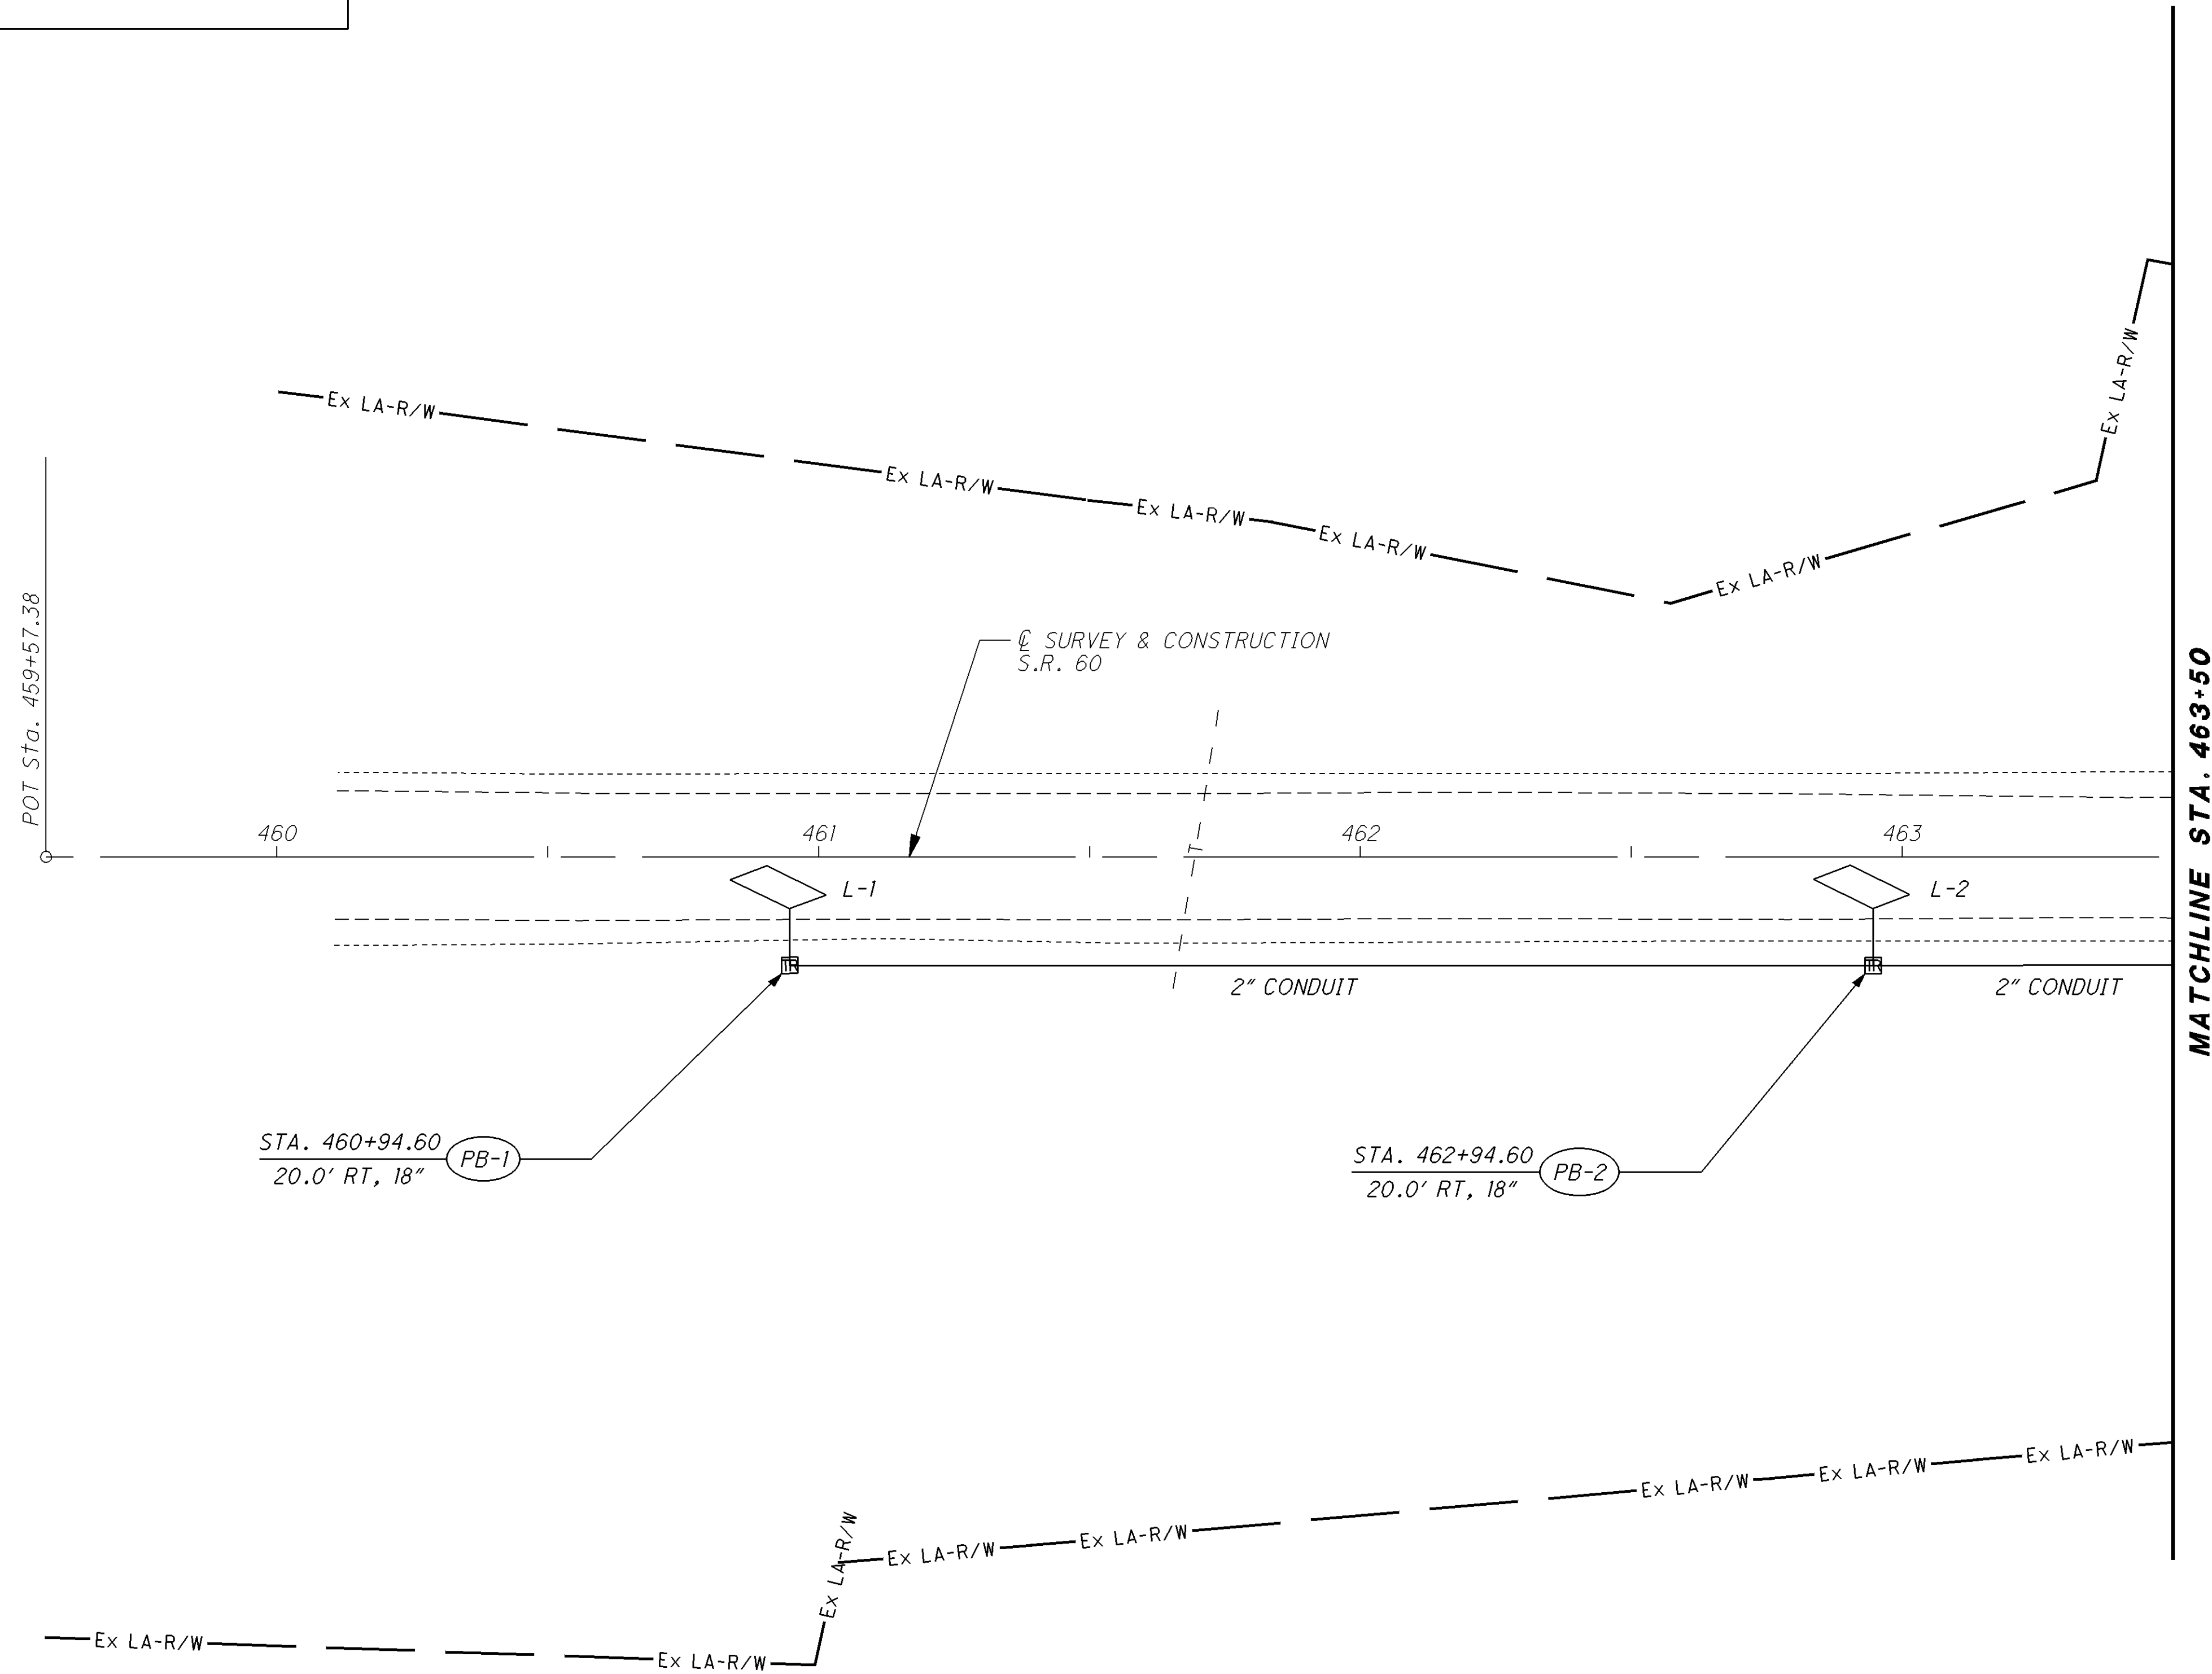 Ex LA-R/W
Ex LA-R/W
Ex LA-R/W
Ex LA-R/W
Ex LA-R/W
Ex LA-R/W
POT Sta. 459+57.38
℄ SURVEY & CONSTRUCTION
S.R. 60
MATCHLINE STA. 463+50
460
461
462
463
L-1
L-2
TR
TR
2" CONDUIT
2" CONDUIT
STA. 460+94.60
PB-1
20.0' RT, 18"
STA. 462+94.60
PB-2
20.0' RT, 18"
T
Ex LA-R/W
Ex LA-R/W
Ex LA-R/W
Ex LA-R/W
Ex LA-R/W
Ex LA-R/W
Ex LA-R/W
Ex LA-R/W